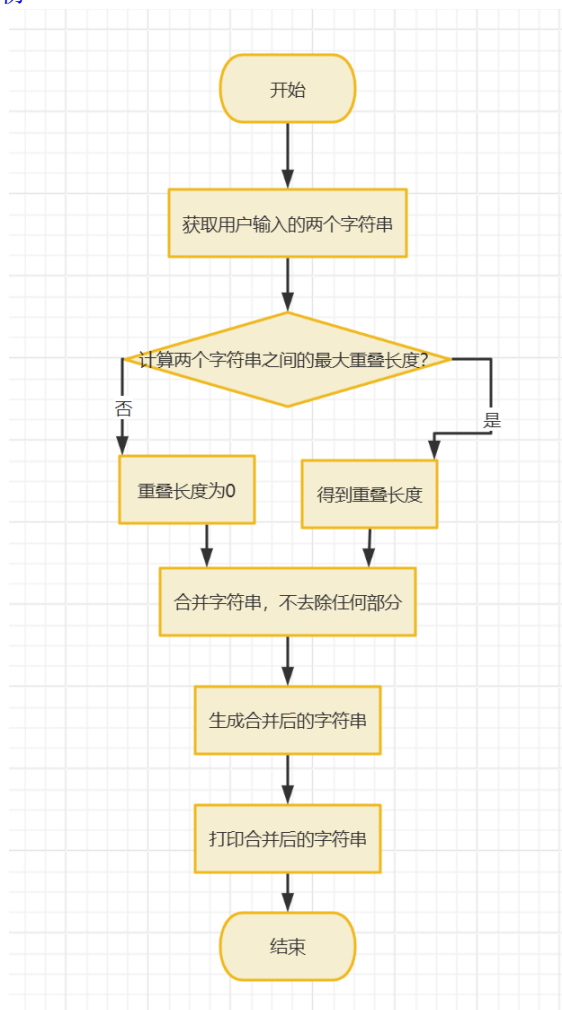 开始
获取用户输入的两个字符串
计算两个字符串之间的最大重叠长度?
否
是
重叠长度为0
得到重叠长度
合并字符串，不去除任何部分
生成合并后的字符串
打印合并后的字符串
结束